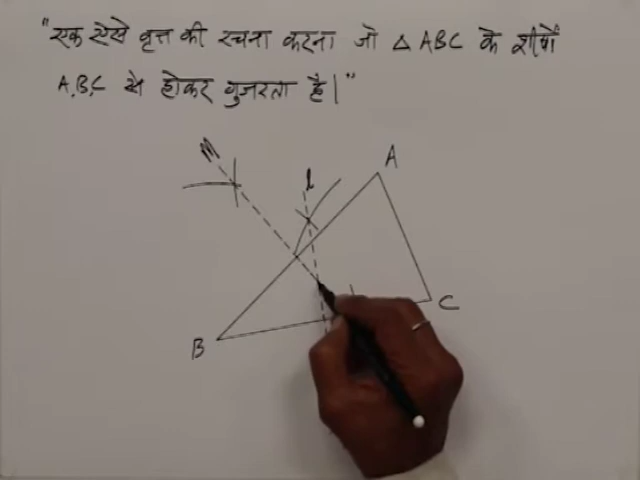 "एक ऐसे वृत्त की रचना करना जो △ ABC के शीर्षों
A,B,C से होकर गुजरता है।"
M
l
A
C
B